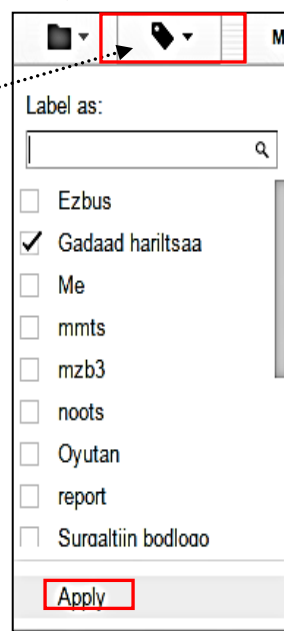 M
Label as:
Ezbus
Gadaad hariltsaa
Me
mmts
mzb3
noots
Oyutan
report
Surgaltiin bodlogo
Apply